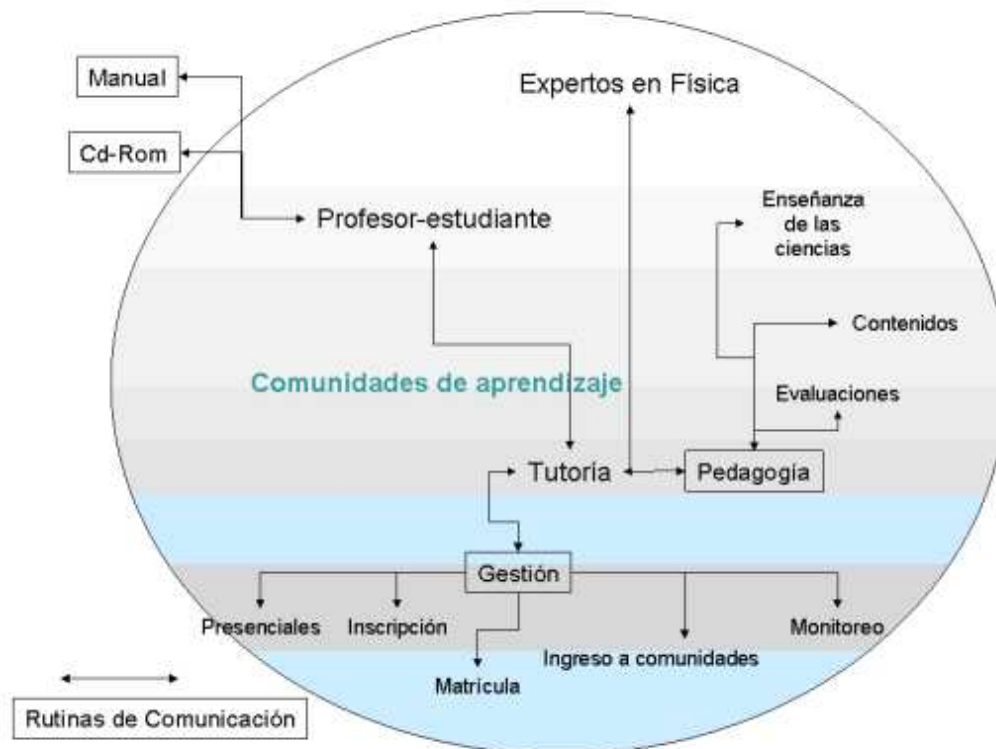 Manual
Expertos en Física
Cd-Rom
Profesor-estudiante
Enseñanza
de las
ciencias
Contenidos
Comunidades de aprendizaje
Evaluaciones
Tutoría
Pedagogía
Gestión
Presenciales
Inscripción
Monitoreo
Ingreso a comunidades
Matrícula
Rutinas de Comunicación